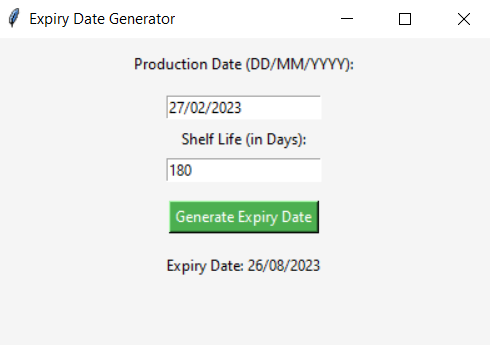 Expiry Date Generator
Production Date (DD/MM/YYYY):
27/02/2023
Shelf Life (in Days):
180
Generate Expiry Date
Expiry Date: 26/08/2023